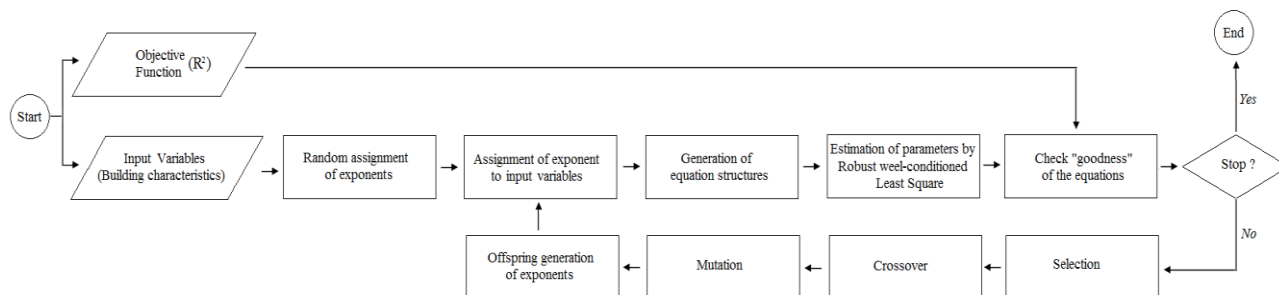 Start
Objective
Function (R²)
Input Variables
(Building characteristics)
Random assignment
of exponents
Assignment of exponent
to input variables
Generation of
equation structures
Estimation of parameters by
Robust weel-conditioned
Least Square
Check "goodness"
of the equations
Stop ?
Yes
End
No
Selection
Crossover
Mutation
Offspring generation
of exponents